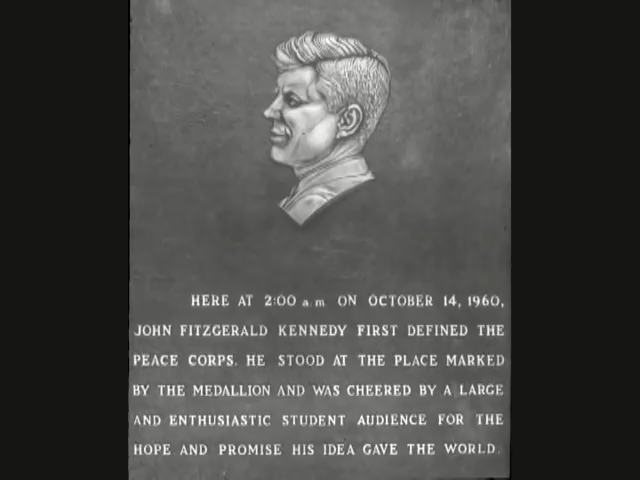 HERE AT 2:00 a.m. ON OCTOBER 14, 1960,
JOHN FITZGERALD KENNEDY FIRST DEFINED THE
PEACE CORPS. HE STOOD AT THE PLACE MARKED
BY THE MEDALLION AND WAS CHEERED BY A LARGE
AND ENTHUSIASTIC STUDENT AUDIENCE FOR THE
HOPE AND PROMISE HIS IDEA GAVE THE WORLD.